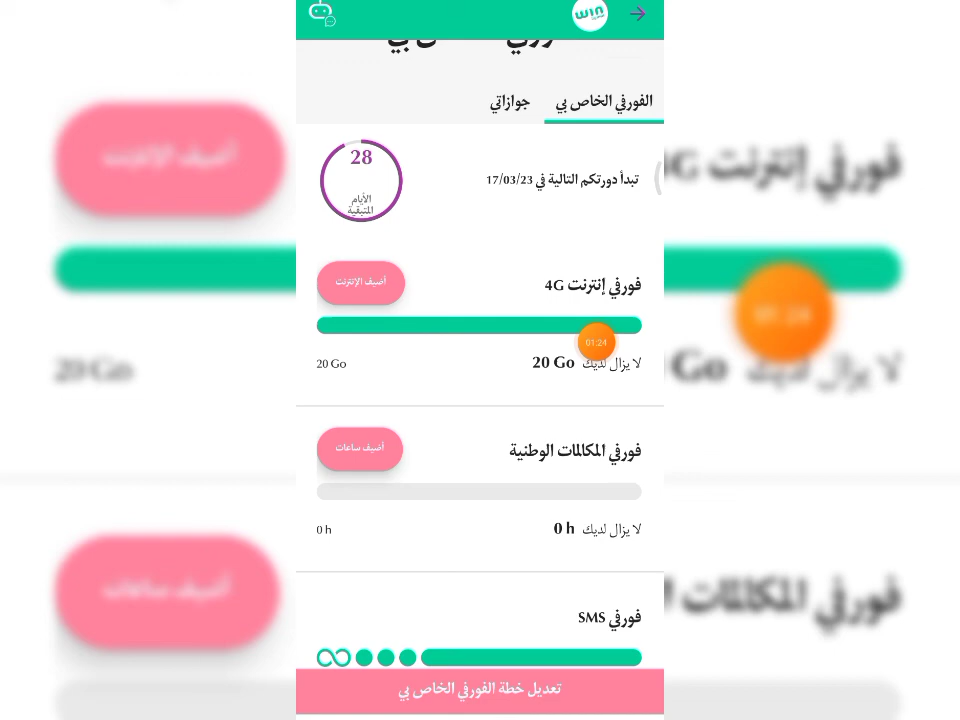 win
الفورفي الخاص بي
جوازاتي
تبدأ دورتكم التالية في 17/03/23
28
الأيام
المتبقية
فورفي إنترنت 4G
أضيف الإنترنت
01:24
لا يزال لديك 20 Go
20 Go
فورفي المكالمات الوطنية
أضيف ساعات
لا يزال لديك 0 h
0 h
فورفي SMS
تعديل خطة الفورفي الخاص بي